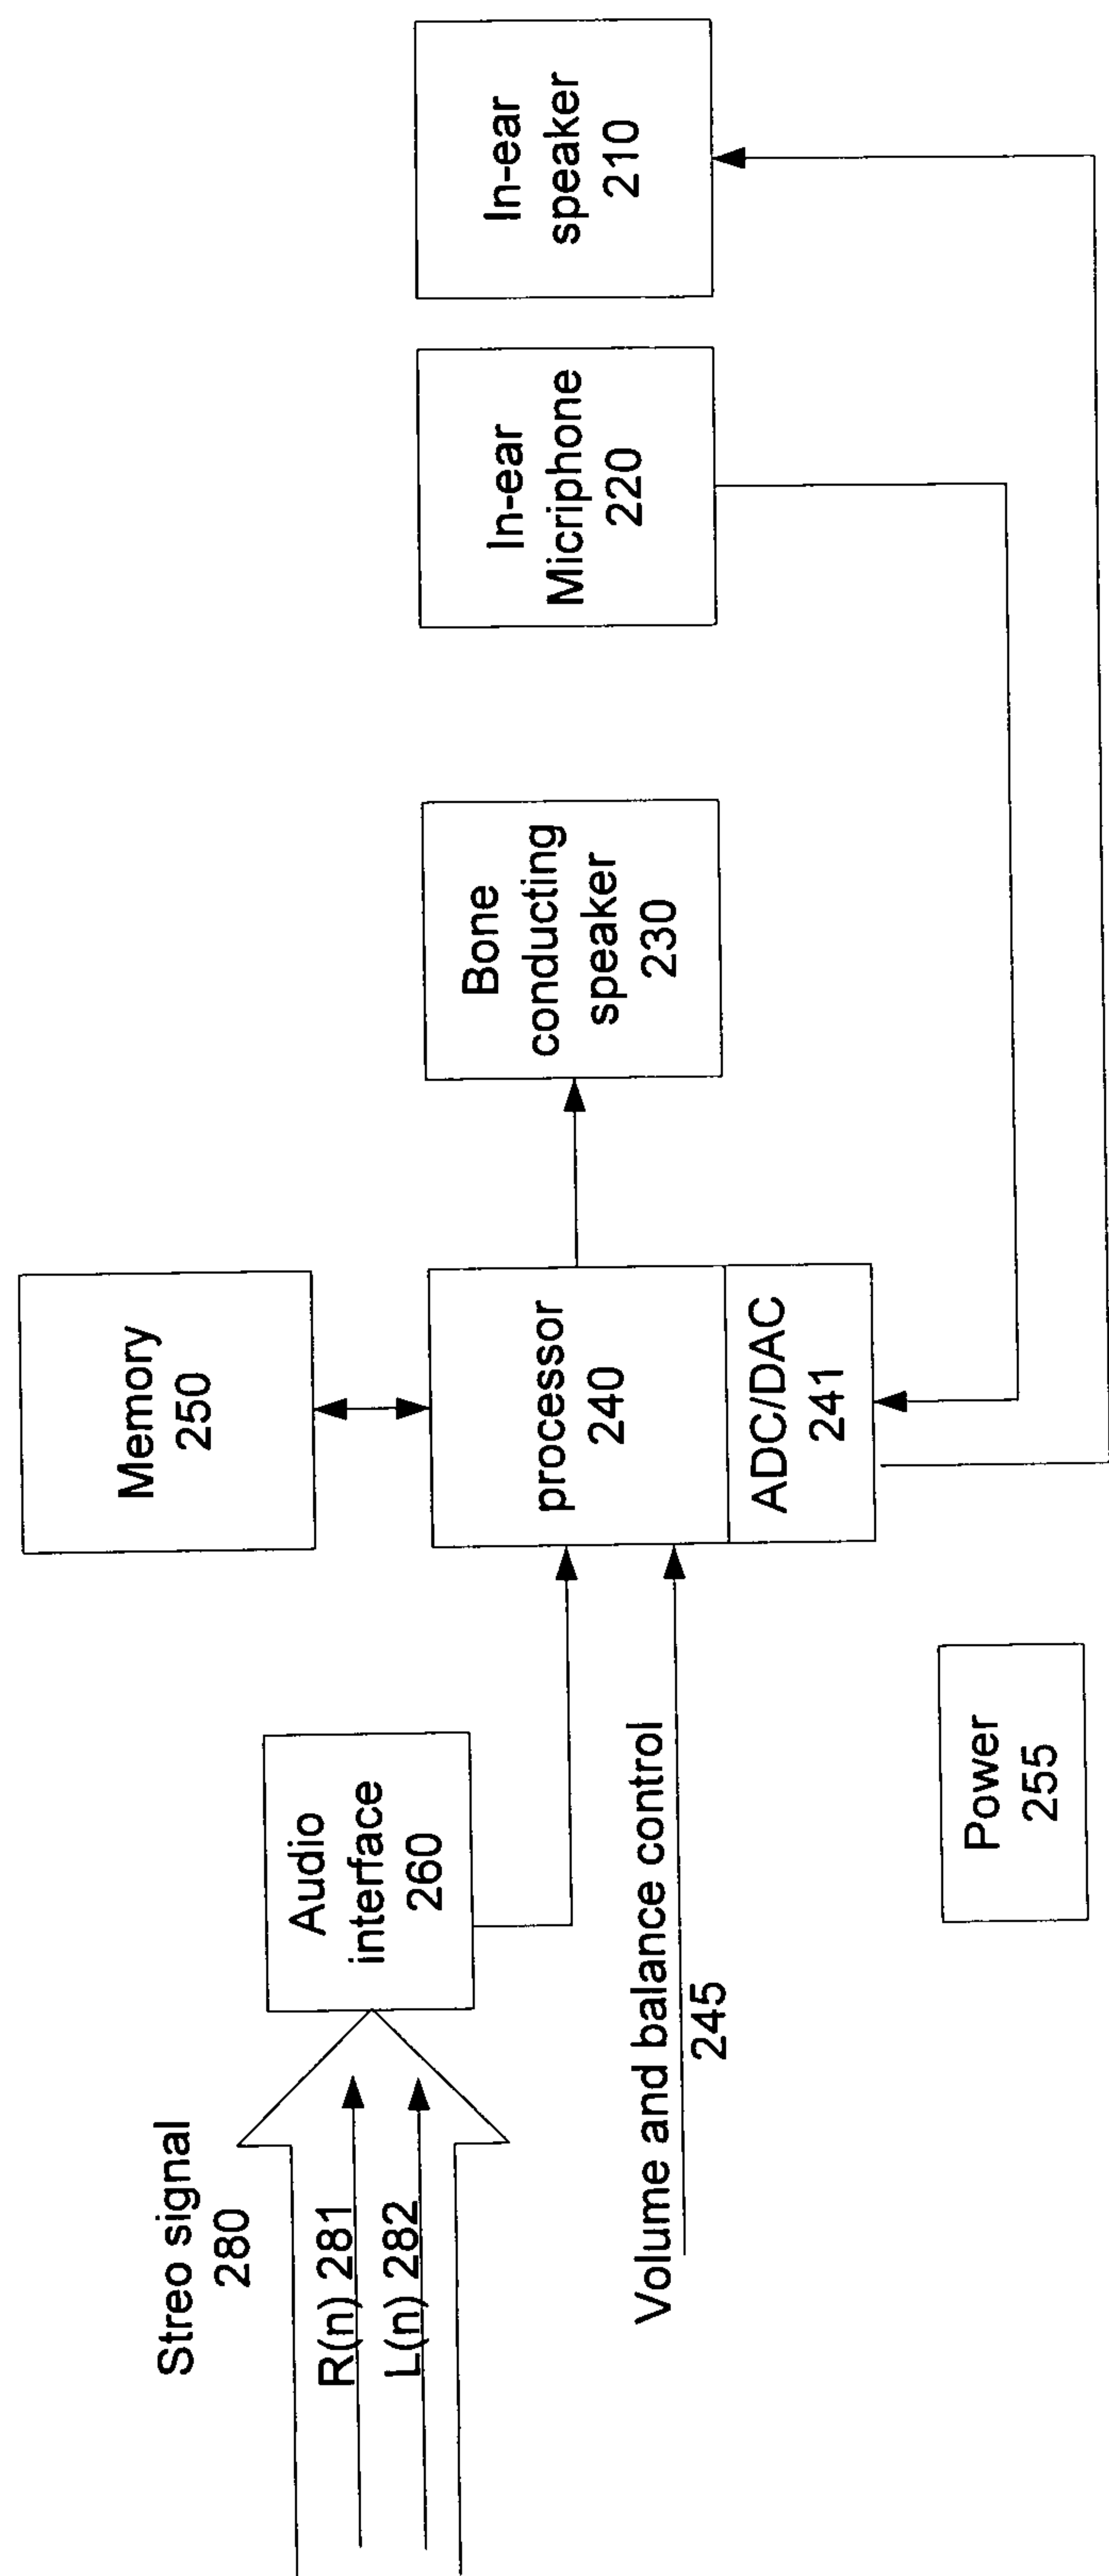 Streo signal
280
R(n) 281
L(n) 282
Audio
interface
260
Volume and balance control
245
Power
255
Memory
250
processor
240
ADC/DAC
241
Bone
conducting
speaker
230
In-ear
Micriphone
220
In-ear
speaker
210